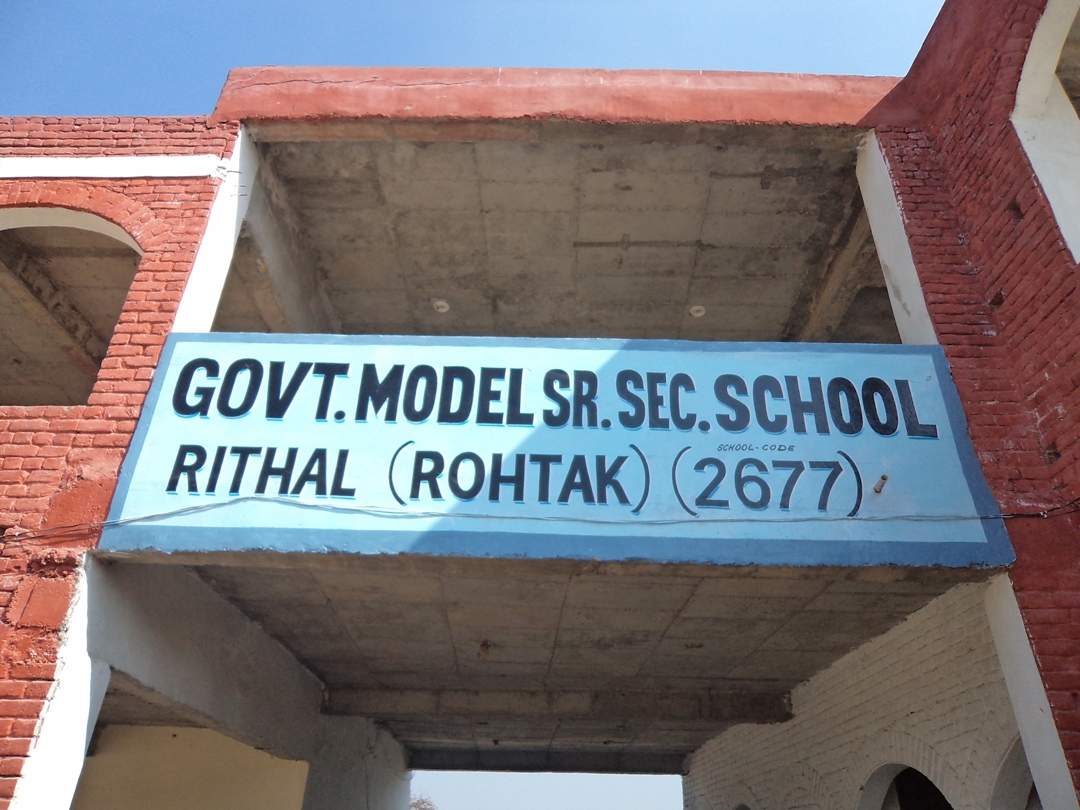 GOVT. MODEL SR. SEC. SCHOOL
SCHOOL-CODE
RITHAL (ROHTAK) (2677)